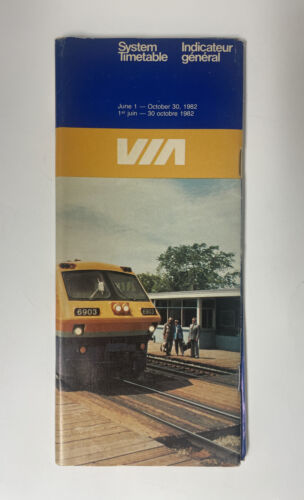 System Timetable
Indicateur général
June 1 — October 30, 1982
1er juin — 30 octobre 1982
VIA
6903
6903